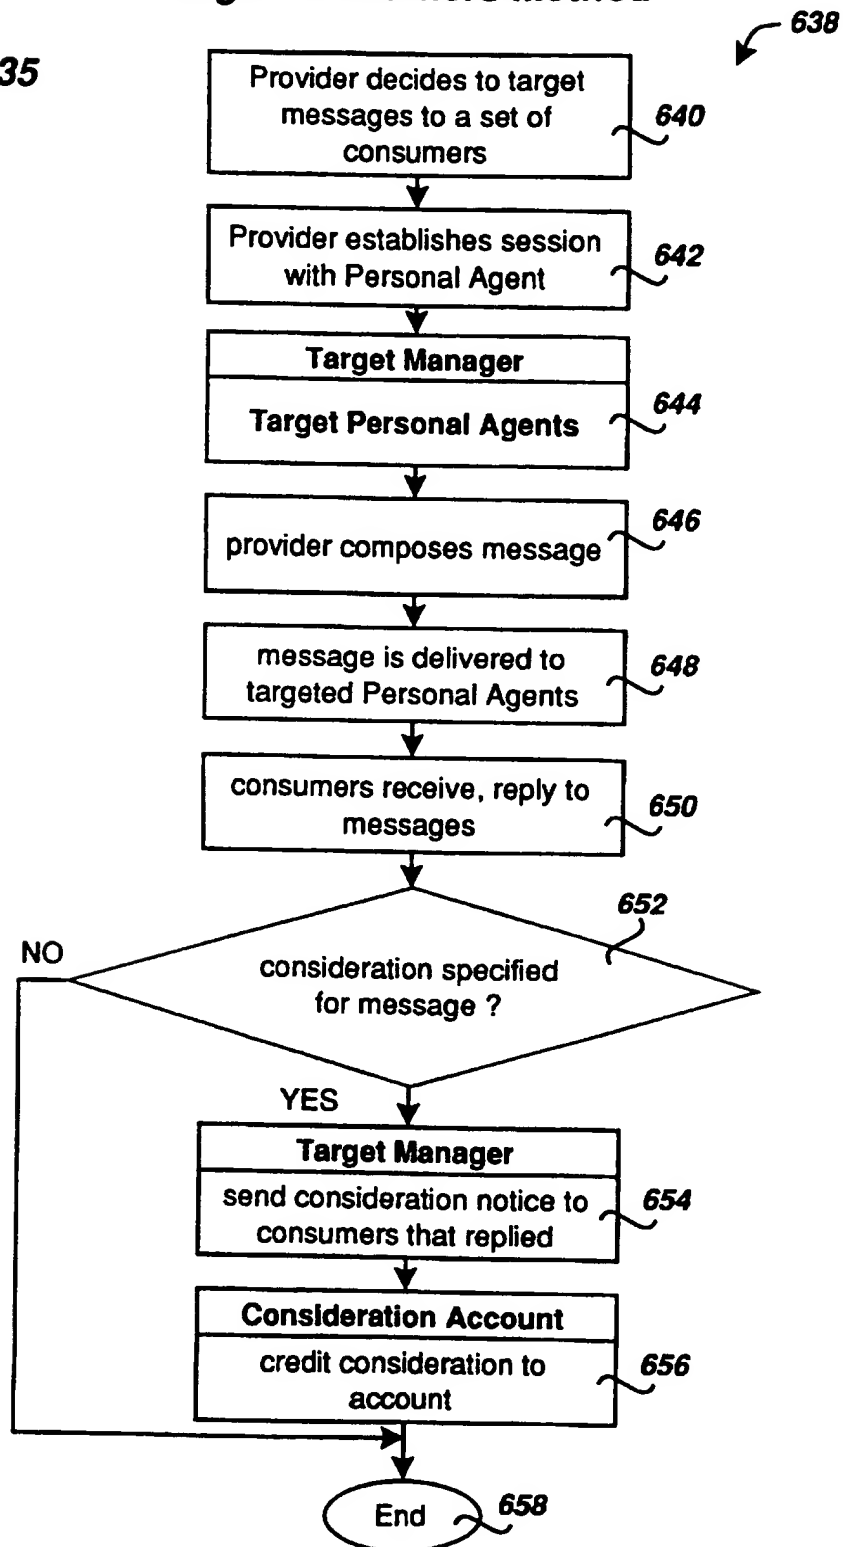 638
35
Provider decides to target
messages to a set of
consumers
640
Provider establishes session
with Personal Agent
642
Target Manager
Target Personal Agents
644
provider composes message
646
message is delivered to
targeted Personal Agents
648
consumers receive, reply to
messages
650
652
NO
consideration specified
for message ?
YES
Target Manager
send consideration notice to
consumers that replied
654
Consideration Account
credit consideration to
account
656
End
658